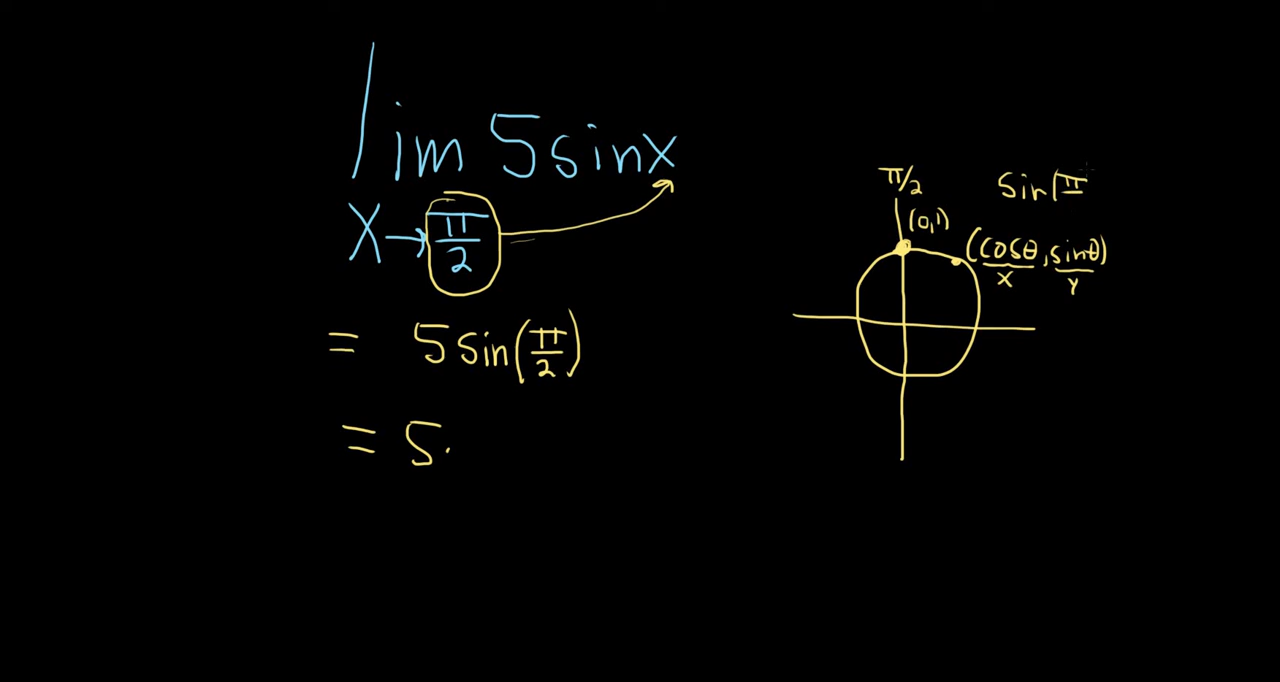 lim 5sinx
x→π/2
= 5sin(π/2)
= 5·
π/2
sin(π
(0,1)
(cosθ, sinθ)
x y